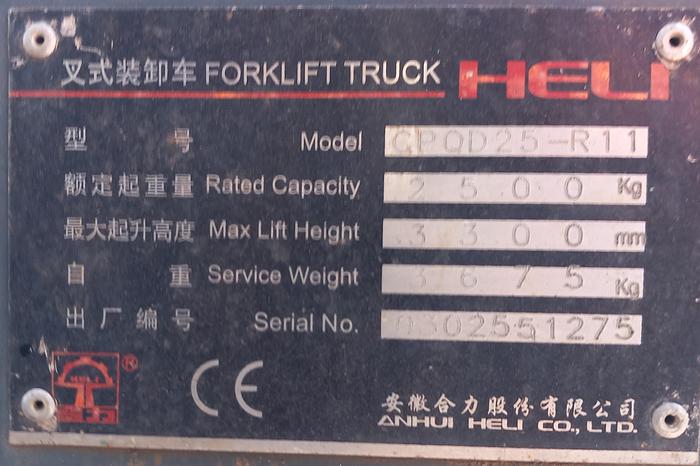 叉式装卸车 FORKLIFT TRUCK HELI
型号 Model CPQD25-R11
额定起重量 Rated Capacity 2500 Kg
最大起升高度 Max Lift Height 3300 mm
自重 Service Weight 3675 Kg
出厂编号 Serial No. 0302551275
合力 ® CE
安徽合力股份有限公司
ANHUI HELI CO., LTD.